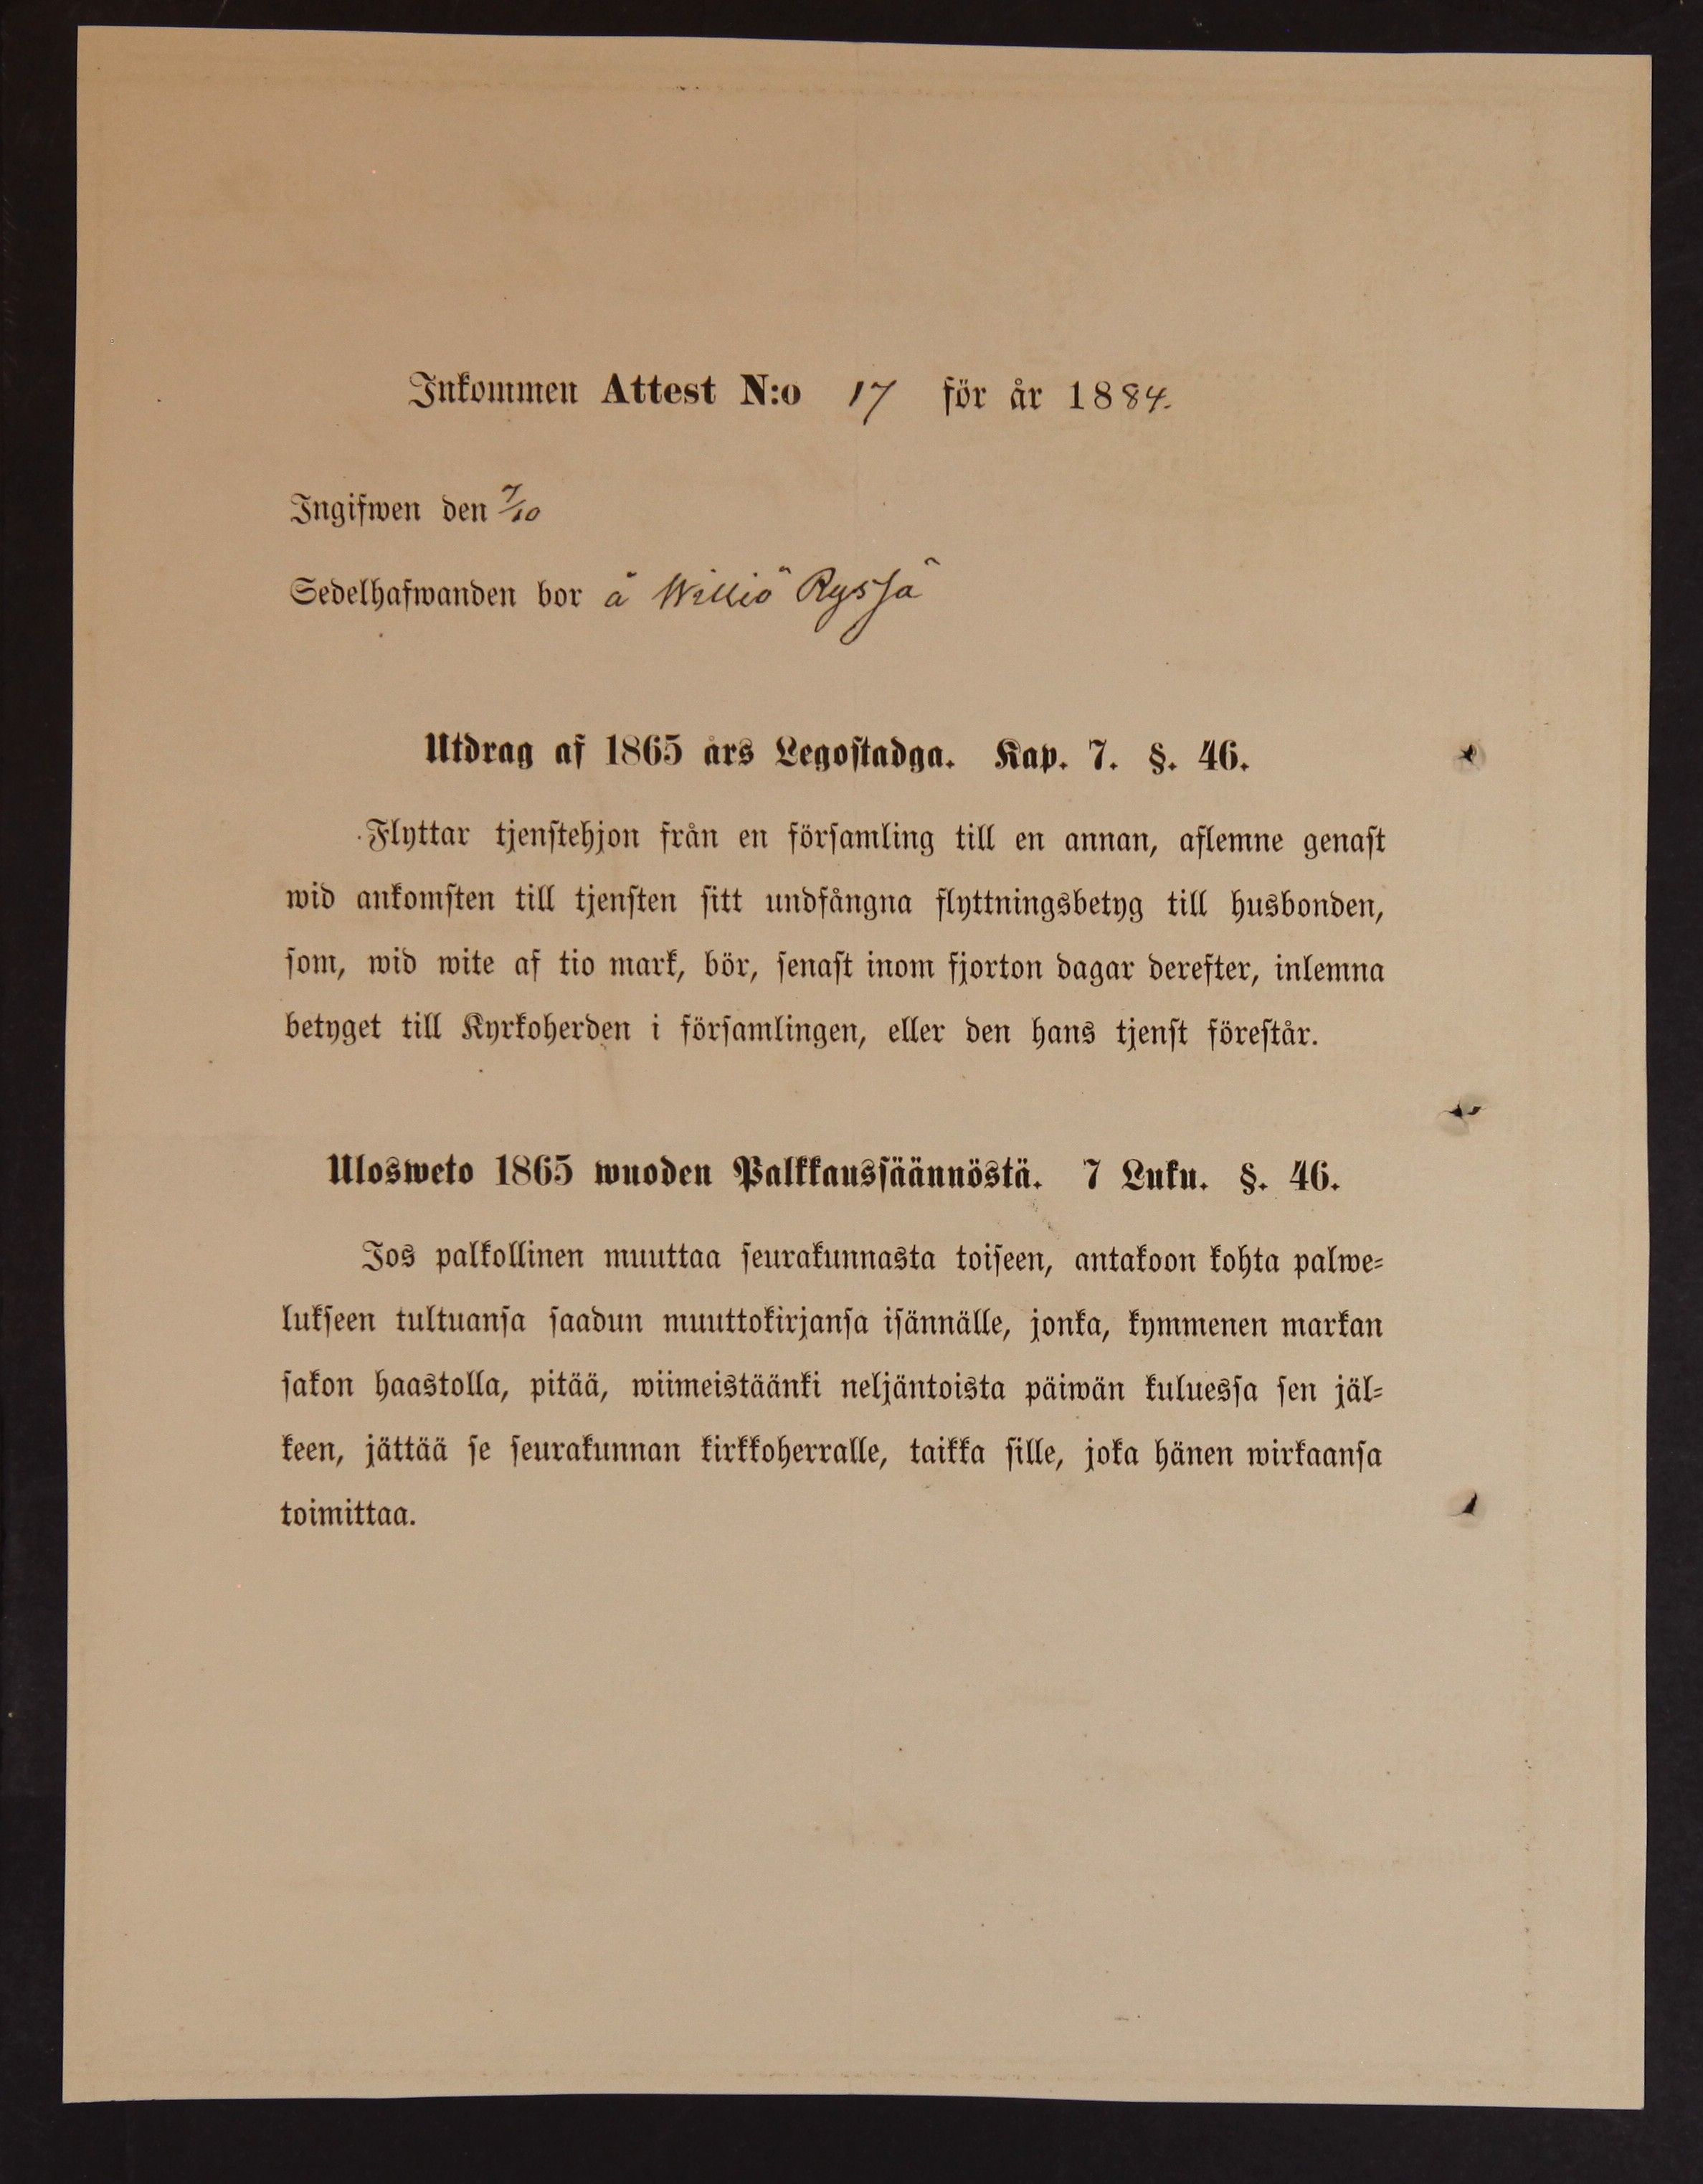 Inkommen Attest N:o 17 för år 1884.
Ingifwen den 7/10
Sedelhafwanden bor å Williö Ryssä
Utdrag af 1865 års Legostadga. Kap. 7. §. 46.
Flyttar tjenstehjon från en församling till en annan, aflemne genast
wid ankomsten till tjensten sitt undfångna flyttningsbetyg till husbonden,
som, wid wite af tio mark, bör, senast inom fjorton dagar derefter, inlemna
betyget till Kyrkoherden i församlingen, eller den hans tjenst förestår.
Ulosweto 1865 wuoden Palkkaussäännöstä. 7 Luku. §. 46.
Jos palkollinen muuttaa seurakunnasta toiseen, antakoon kohta palwe-
lukseen tultuansa saadun muuttokirjansa isännälle, jonka, kymmenen markan
sakon haastolla, pitää, wiimeistäänki neljäntoista päiwän kuluessa sen jäl-
keen, jättää se seurakunnan kirkkoherralle, taikka sille, joka hänen wirkaansa
toimittaa.